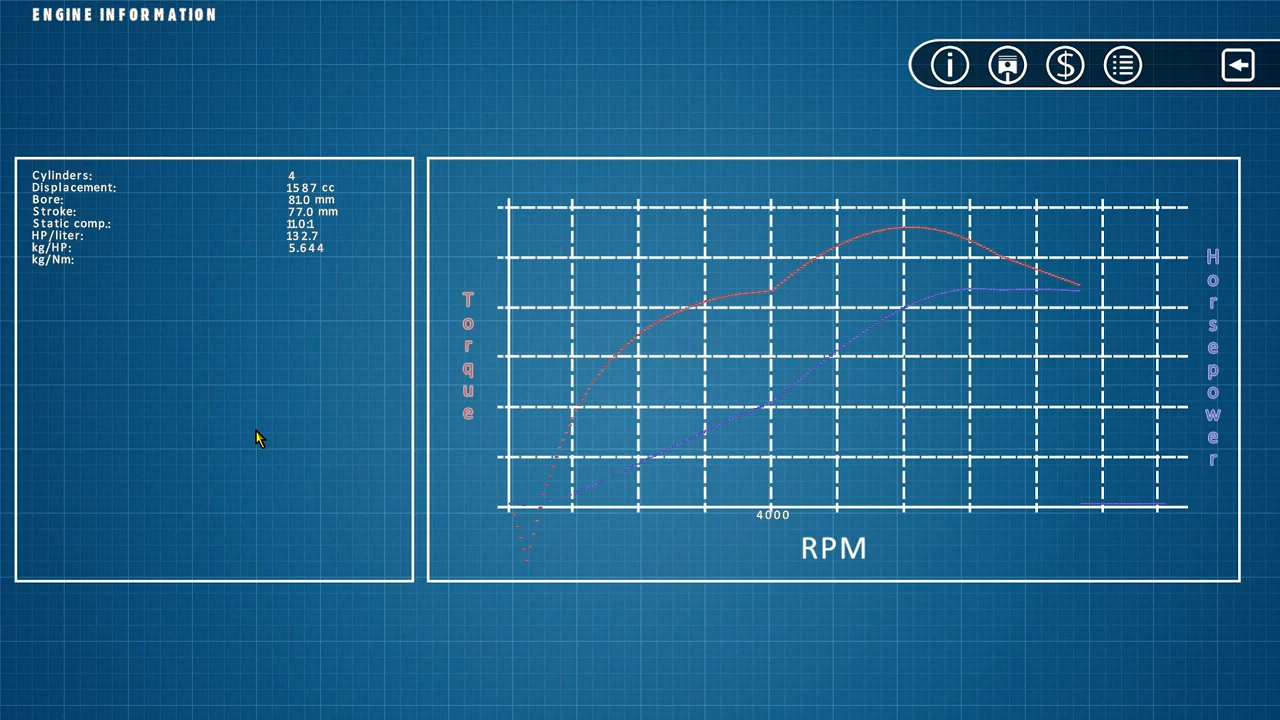 ENGINE INFORMATION
Cylinders: 4
Displacement: 1587 cc
Bore: 81.0 mm
Stroke: 77.0 mm
Static comp.: 11.0:1
HP/liter: 132.7
kg/HP: 5.644
kg/Nm:
Torque
Horsepower
4000
RPM